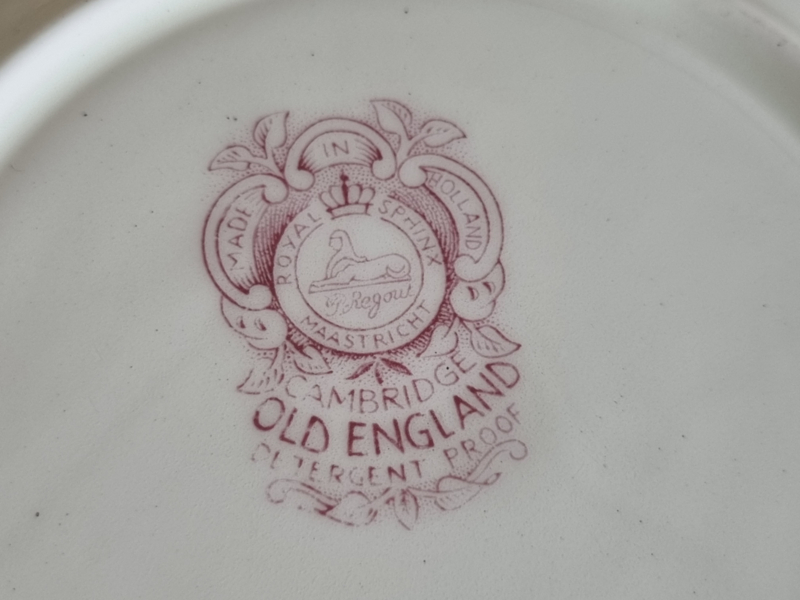 MADE IN HOLLAND
ROYAL SPHINX
P. Regout
MAASTRICHT
CAMBRIDGE
OLD ENGLAND
DETERGENT PROOF